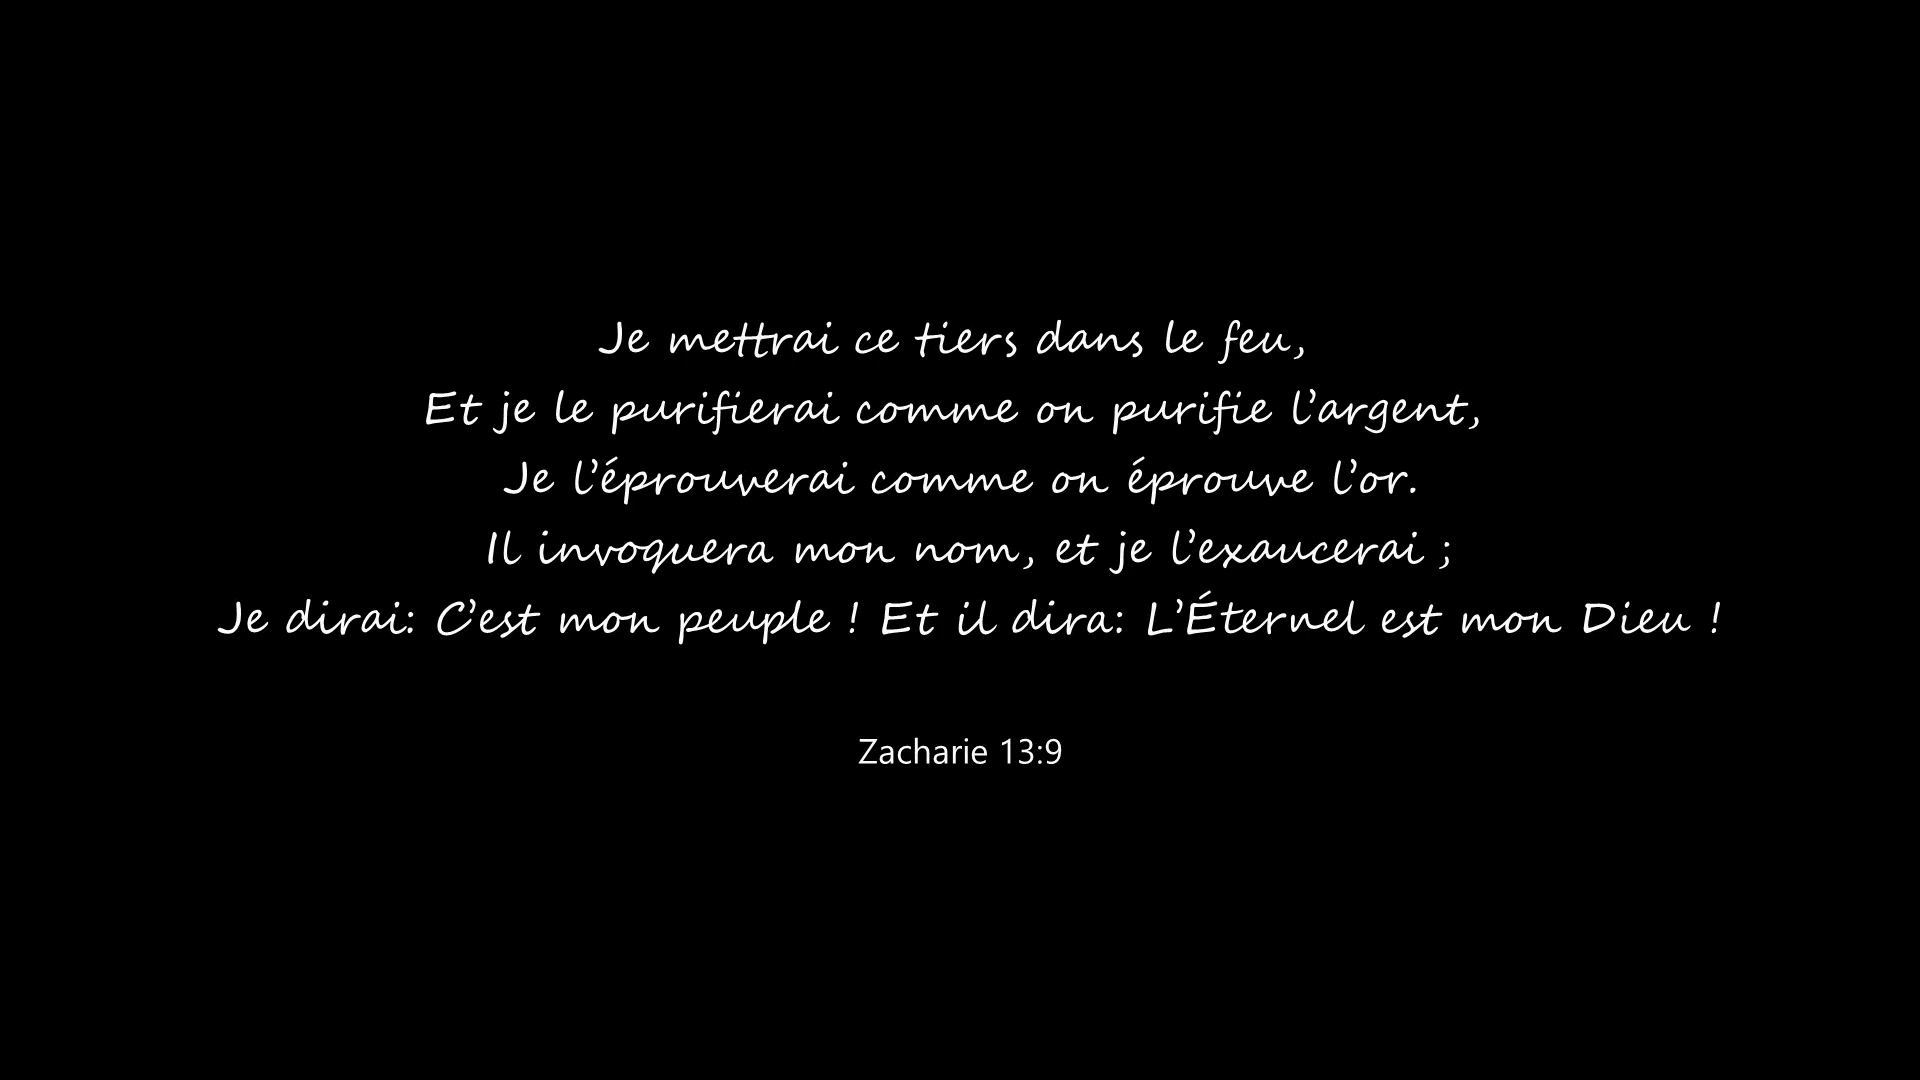 Je mettrai ce tiers dans le feu,
Et je le purifierai comme on purifie l’argent,
Je l’éprouverai comme on éprouve l’or.
Il invoquera mon nom, et je l’exaucerai ;
Je dirai: C’est mon peuple ! Et il dira: L’Éternel est mon Dieu !
Zacharie 13:9